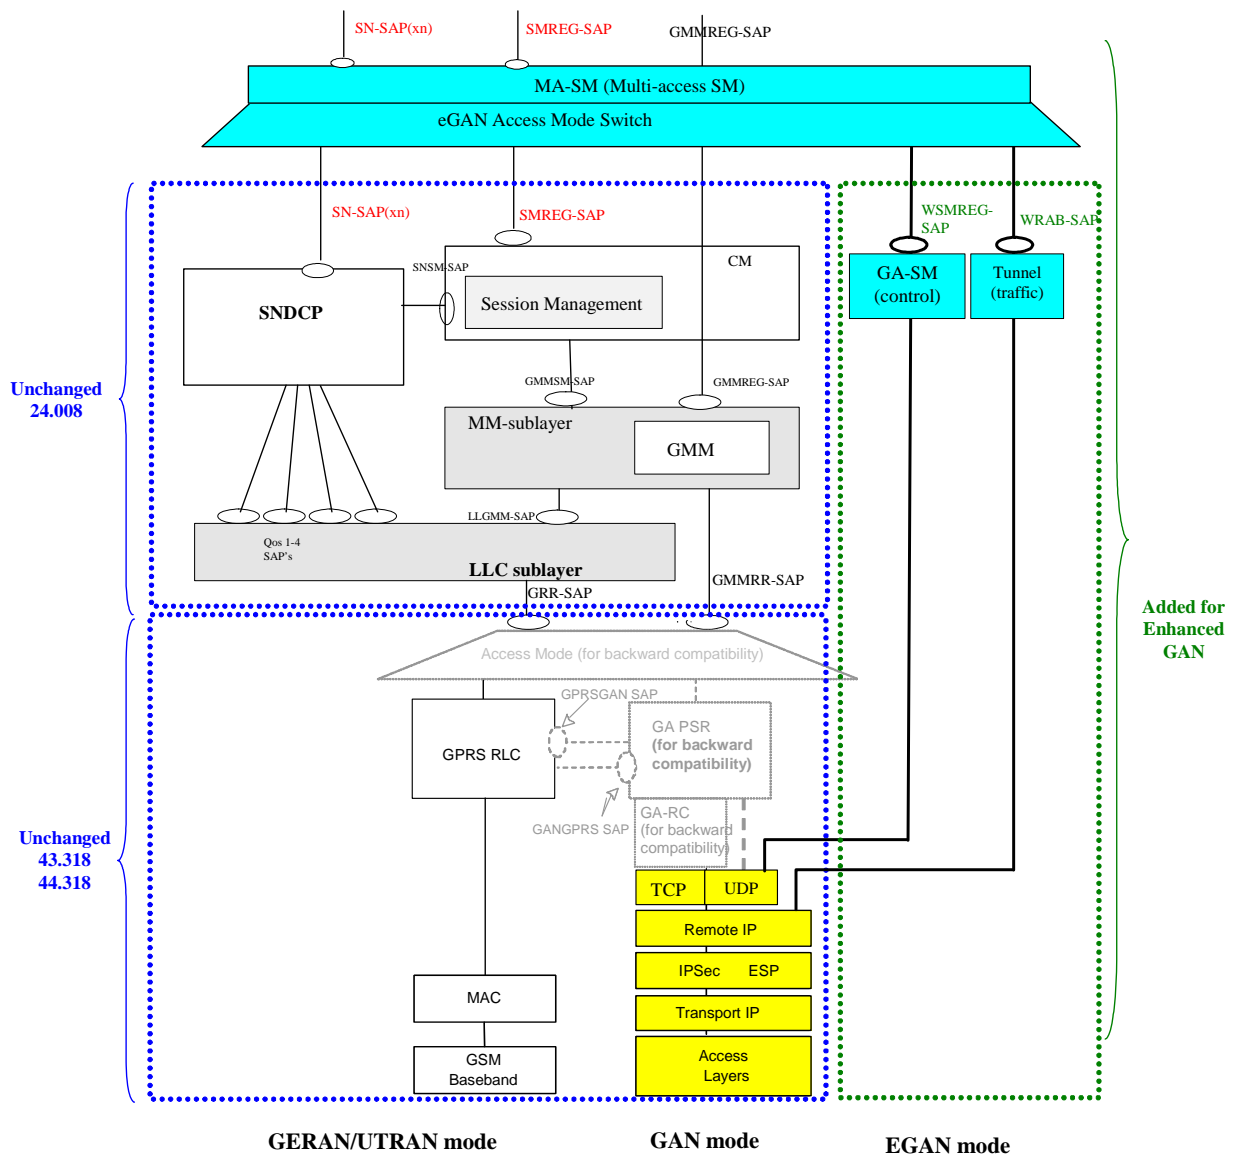 SN-SAP(xn)
SMREG-SAP
GMMREG-SAP
MA-SM (Multi-access SM)
eGAN Access Mode Switch
SN-SAP(xn)
SMREG-SAP
WSMREG-
SAP
WRAB-SAP
SNSM-SAP
CM
GA-SM
(control)
Tunnel
(traffic)
SNDCP
Session Management
Unchanged
24.008
GMMSM-SAP
GMMREG-SAP
MM-sublayer
GMM
LLGMM-SAP
Qos 1-4
SAP's
LLC sublayer
GRR-SAP
GMMRR-SAP
Added for
Enhanced
GAN
Access Mode (for backward compatibility)
GPRSGAN SAP
GPRS RLC
GA PSR
(for backward
compatibility)
GANGPRS SAP
GA-RC
(for backward
compatibility)
Unchanged
43.318
44.318
TCP
UDP
Remote IP
IPSec ESP
MAC
Transport IP
GSM
Baseband
Access
Layers
GERAN/UTRAN mode
GAN mode
EGAN mode